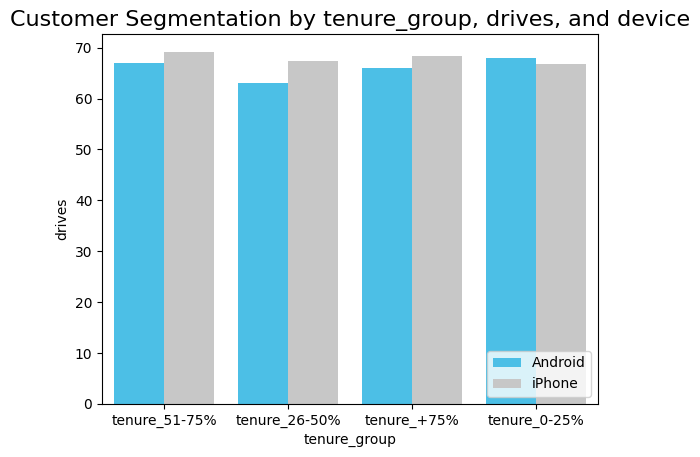 Customer Segmentation by tenure_group, drives, and device
70
60
50
40
30
20
10
0
drives
Android
iPhone
tenure_51-75% tenure_26-50% tenure_+75% tenure_0-25%
tenure_group